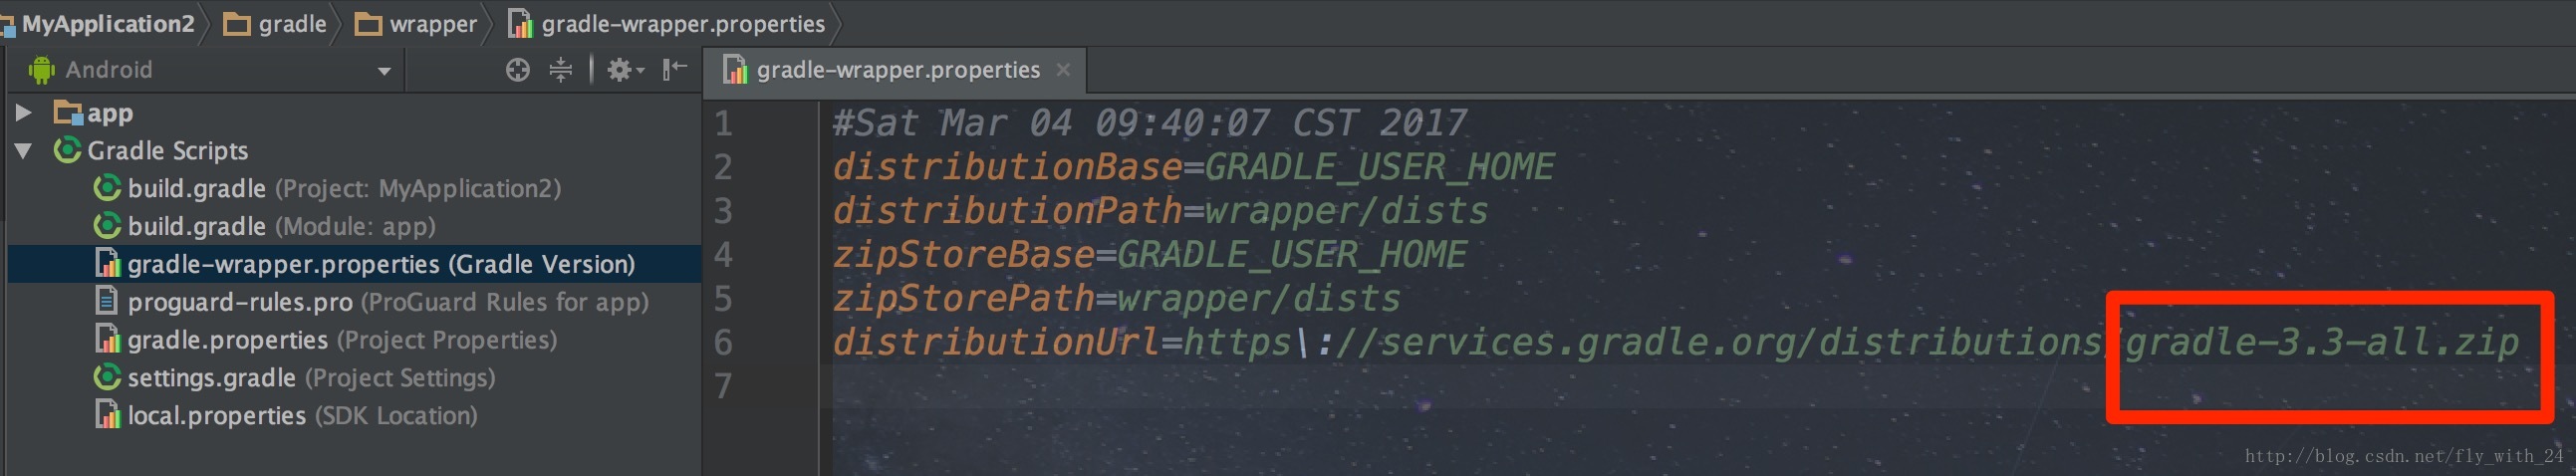 MyApplication2 gradle wrapper gradle-wrapper.properties
Android
gradle-wrapper.properties
app
Gradle Scripts
build.gradle (Project: MyApplication2)
build.gradle (Module: app)
gradle-wrapper.properties (Gradle Version)
proguard-rules.pro (ProGuard Rules for app)
gradle.properties (Project Properties)
settings.gradle (Project Settings)
local.properties (SDK Location)
1 #Sat Mar 04 09:40:07 CST 2017
2 distributionBase=GRADLE_USER_HOME
3 distributionPath=wrapper/dists
4 zipStoreBase=GRADLE_USER_HOME
5 zipStorePath=wrapper/dists
6 distributionUrl=https\://services.gradle.org/distributions/gradle-3.3-all.zip
7
http://blog.csdn.net/fly_with_24